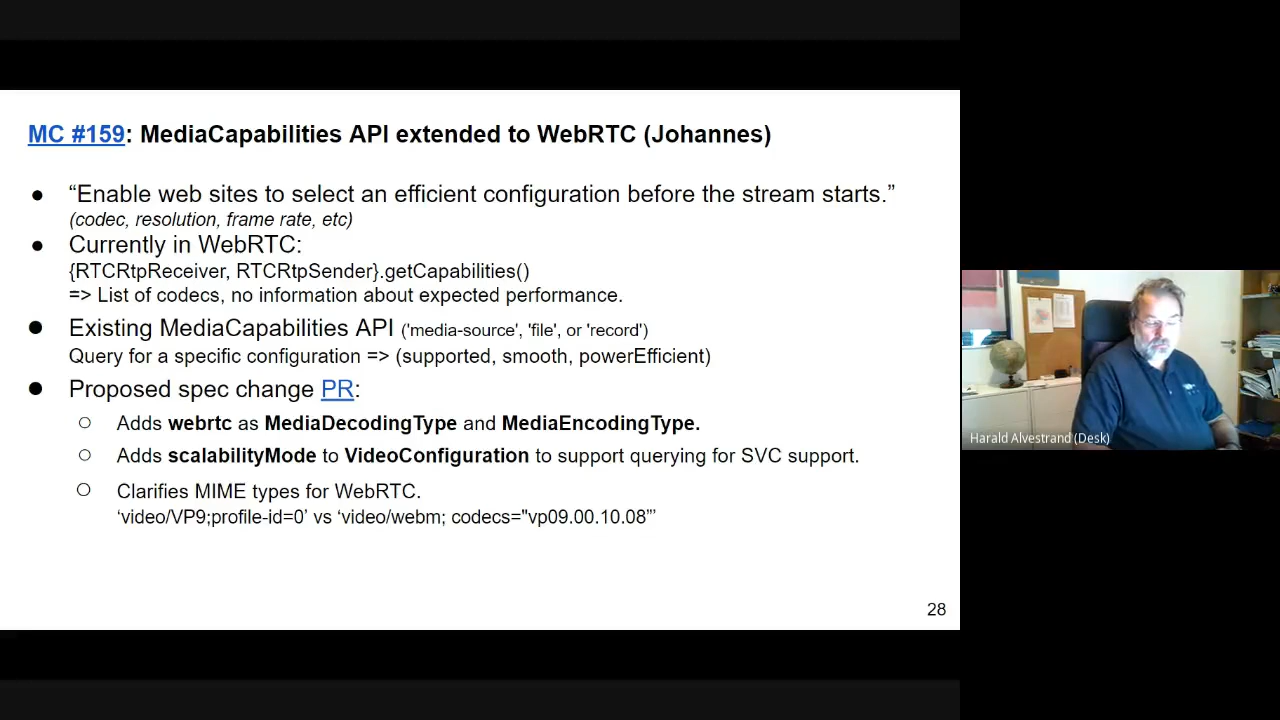 MC #159: MediaCapabilities API extended to WebRTC (Johannes)
● “Enable web sites to select an efficient configuration before the stream starts.”
(codec, resolution, frame rate, etc)
● Currently in WebRTC:
{RTCRtpReceiver, RTCRtpSender}.getCapabilities()
=> List of codecs, no information about expected performance.
● Existing MediaCapabilities API ('media-source', 'file', or 'record')
Query for a specific configuration => (supported, smooth, powerEfficient)
● Proposed spec change PR:
○ Adds webrtc as MediaDecodingType and MediaEncodingType.
○ Adds scalabilityMode to VideoConfiguration to support querying for SVC support.
○ Clarifies MIME types for WebRTC.
‘video/VP9;profile-id=0’ vs ‘video/webm; codecs="vp09.00.10.08”’
28
Harald Alvestrand (Desk)